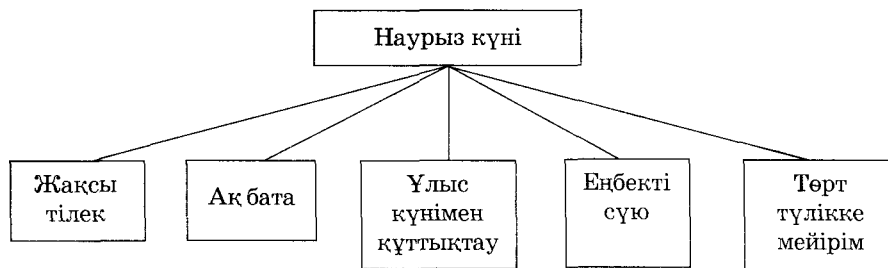 Наурыз күні
Жақсы
тілек
Ақ бата
Ұлыс
күнімен
құттықтау
Еңбекті
сүю
Төрт
түлікке
мейірім